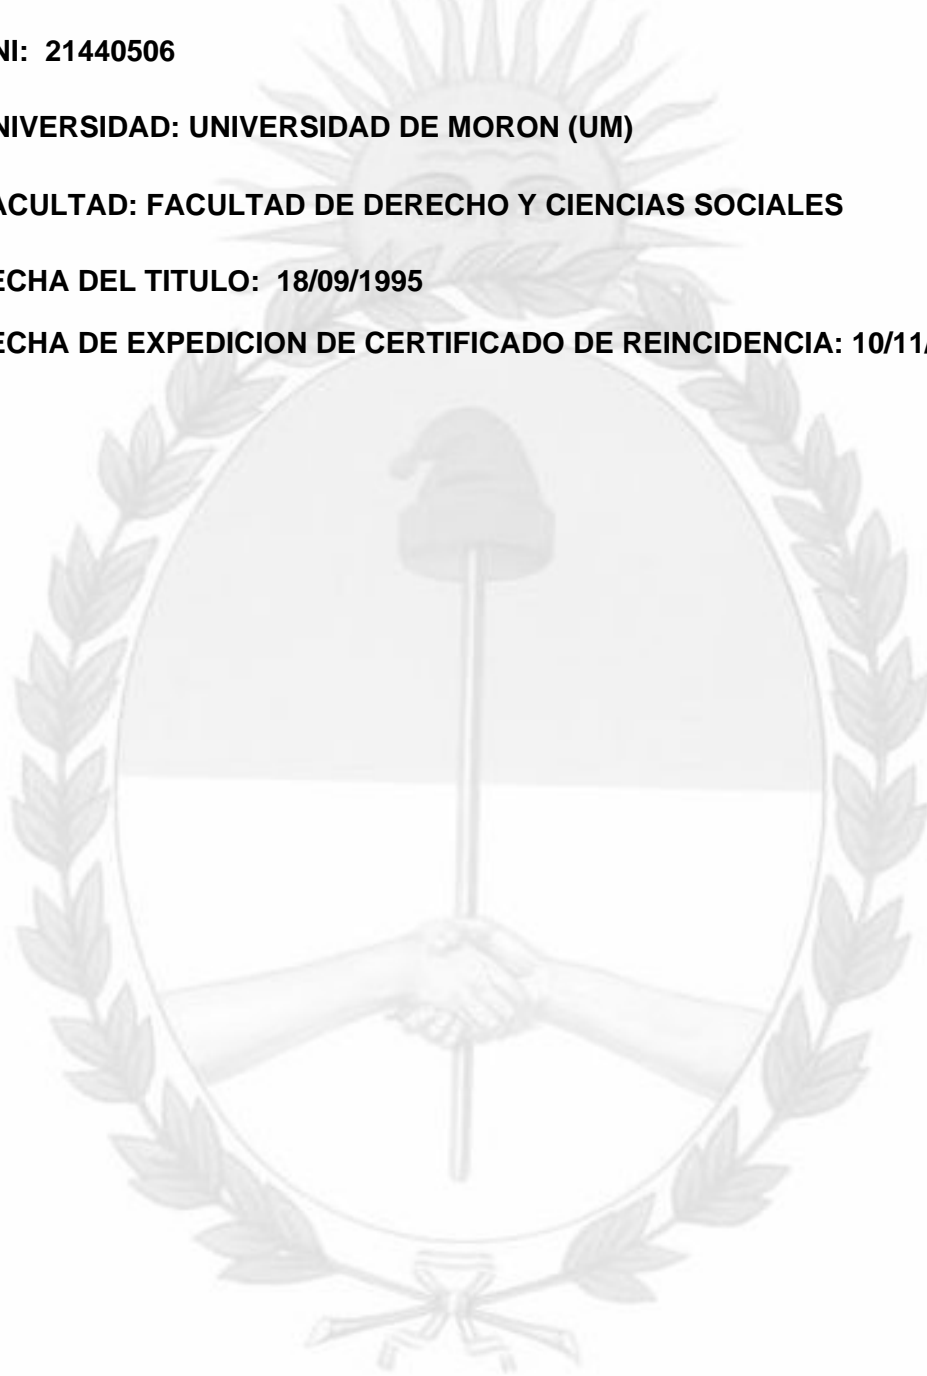 NI: 21440506
NIVERSIDAD: UNIVERSIDAD DE MORON (UM)
ACULTAD: FACULTAD DE DERECHO Y CIENCIAS SOCIALES
ECHA DEL TITULO: 18/09/1995
ECHA DE EXPEDICION DE CERTIFICADO DE REINCIDENCIA: 10/11/